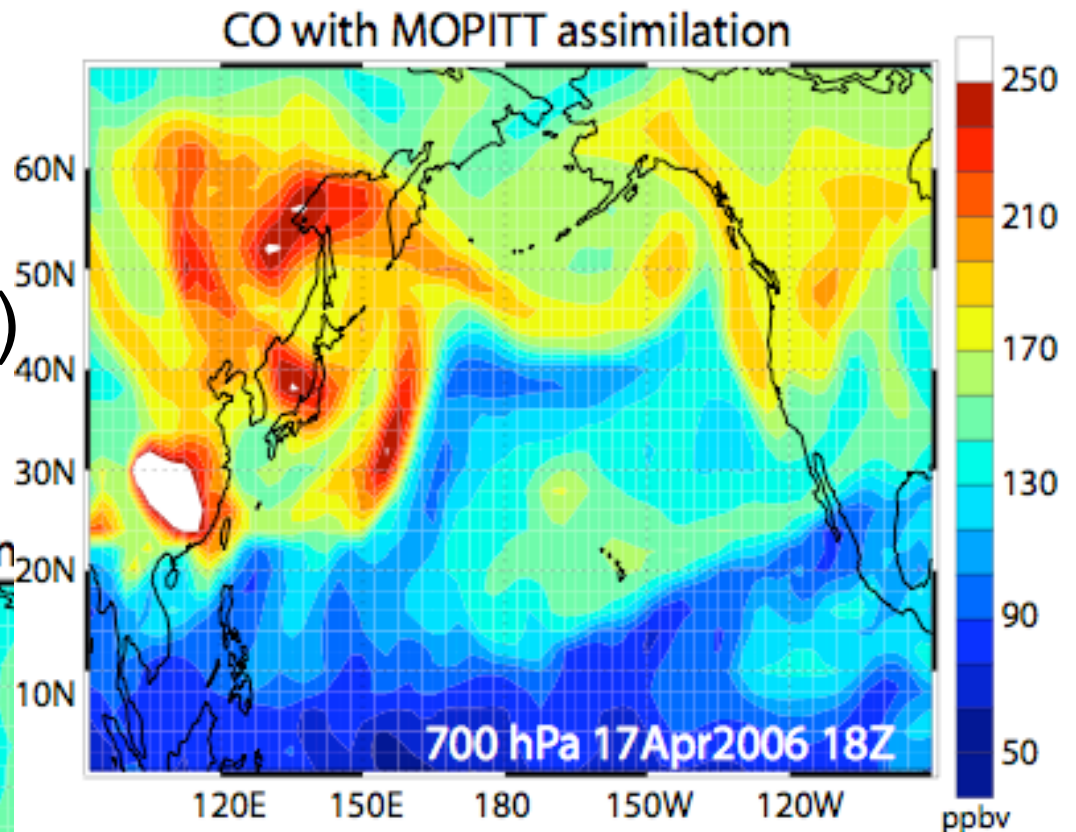 CO with MOPITT assimilation
250
60N
210
50N
)
170
40N
30N
130
20N
90
10N
700 hPa 17Apr2006 18Z
50
120E 150E 180 150W 120W
ppbv